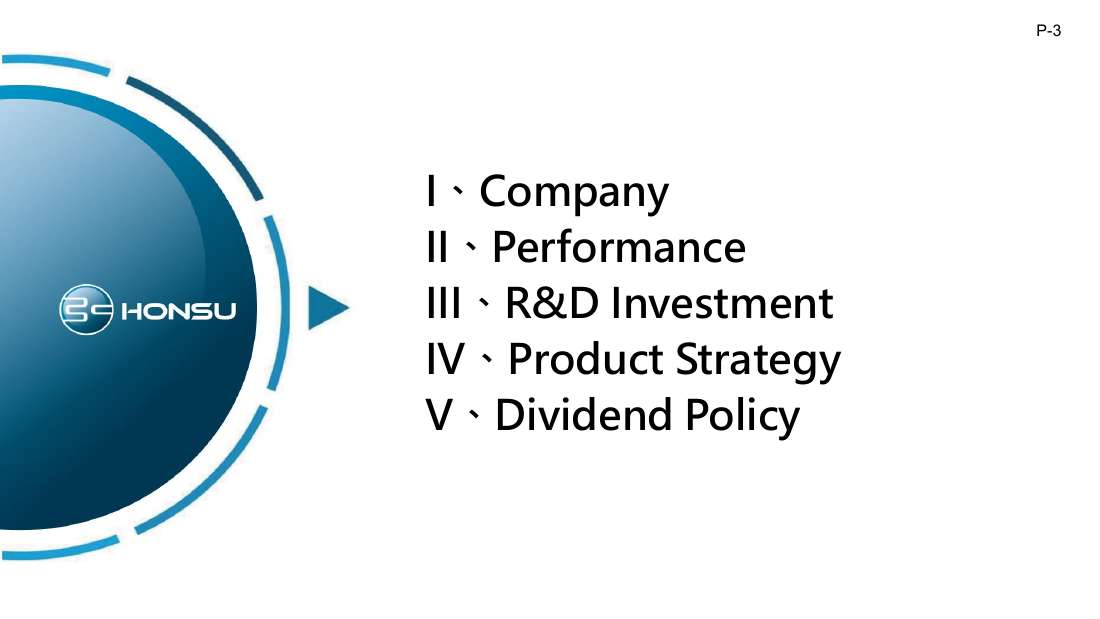 P-3
I、Company
II、Performance
HONSU
III、R&D Investment
IV、Product Strategy
V、Dividend Policy